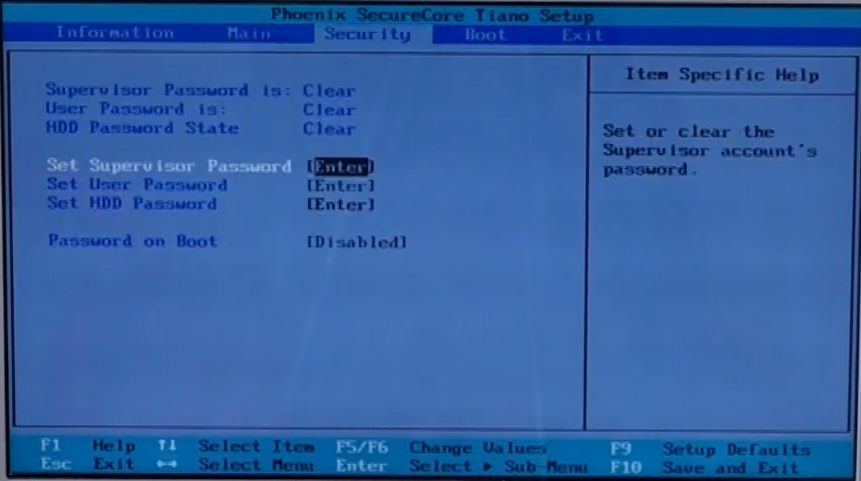 Phoenix SecureCore Tiano Setup
Information Main Security Boot Exit
Item Specific Help
Supervisor Password is: Clear
User Password is: Clear
HDD Password State Clear
Set or clear the
Supervisor account's
password.
Set Supervisor Password [Enter]
Set User Password [Enter]
Set HDD Password [Enter]
Password on Boot [Disabled]
F1 Help ↑↓ Select Item F5/F6 Change Values F9 Setup Defaults
Esc Exit ↔ Select Menu Enter Select ▶ Sub-Menu F10 Save and Exit